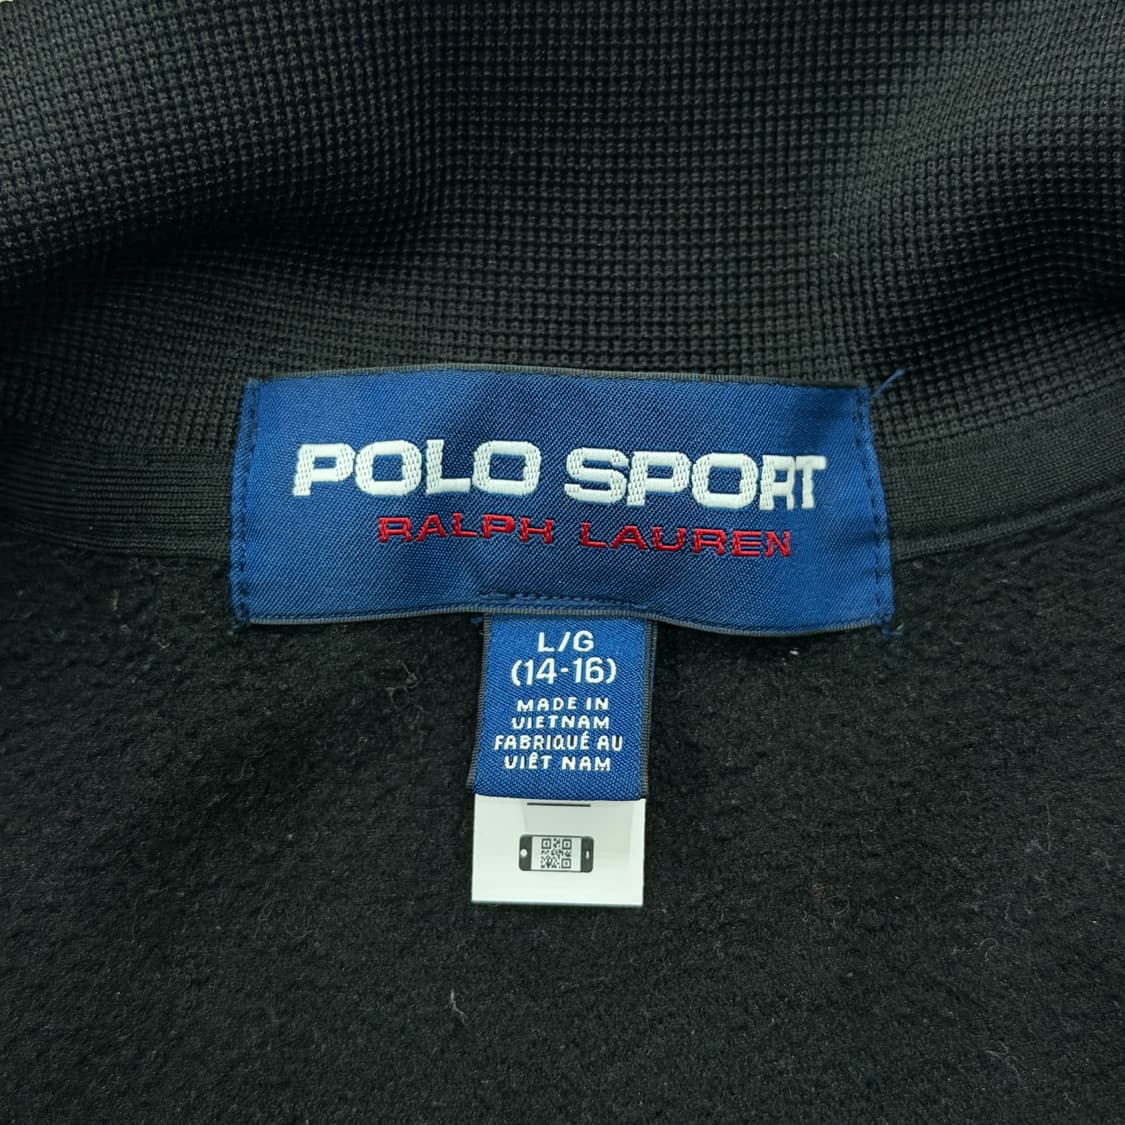 POLO SPORT
RALPH LAUREN
L/G
(14-16)
MADE IN
VIETNAM
FABRIQUÉ AU
VIÊT NAM